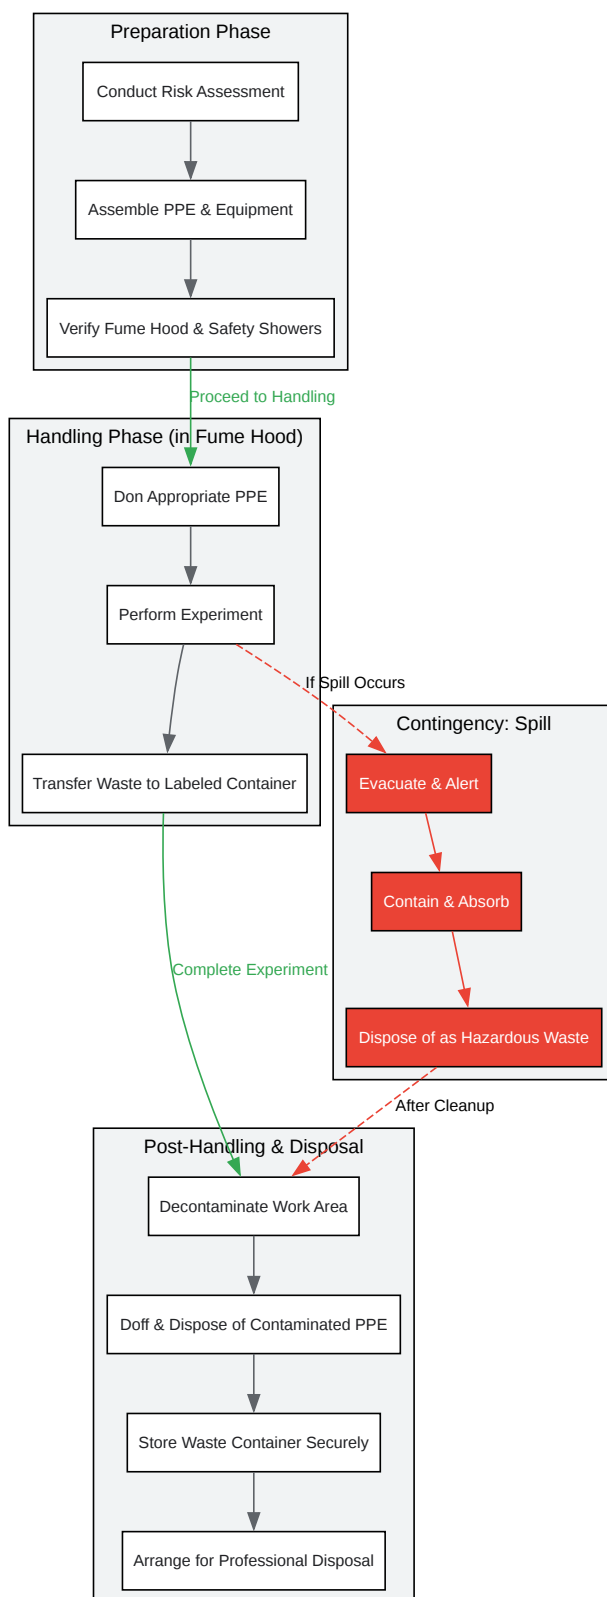 Preparation Phase
Conduct Risk Assessment
Assemble PPE & Equipment
Verify Fume Hood & Safety Showers
Proceed to Handling
Handling Phase (in Fume Hood)
Don Appropriate PPE
Perform Experiment
If Spill Occurs
Transfer Waste to Labeled Container
Contingency: Spill
Evacuate & Alert
Contain & Absorb
Dispose of as Hazardous Waste
Complete Experiment
After Cleanup
Post-Handling & Disposal
Decontaminate Work Area
Doff & Dispose of Contaminated PPE
Store Waste Container Securely
Arrange for Professional Disposal